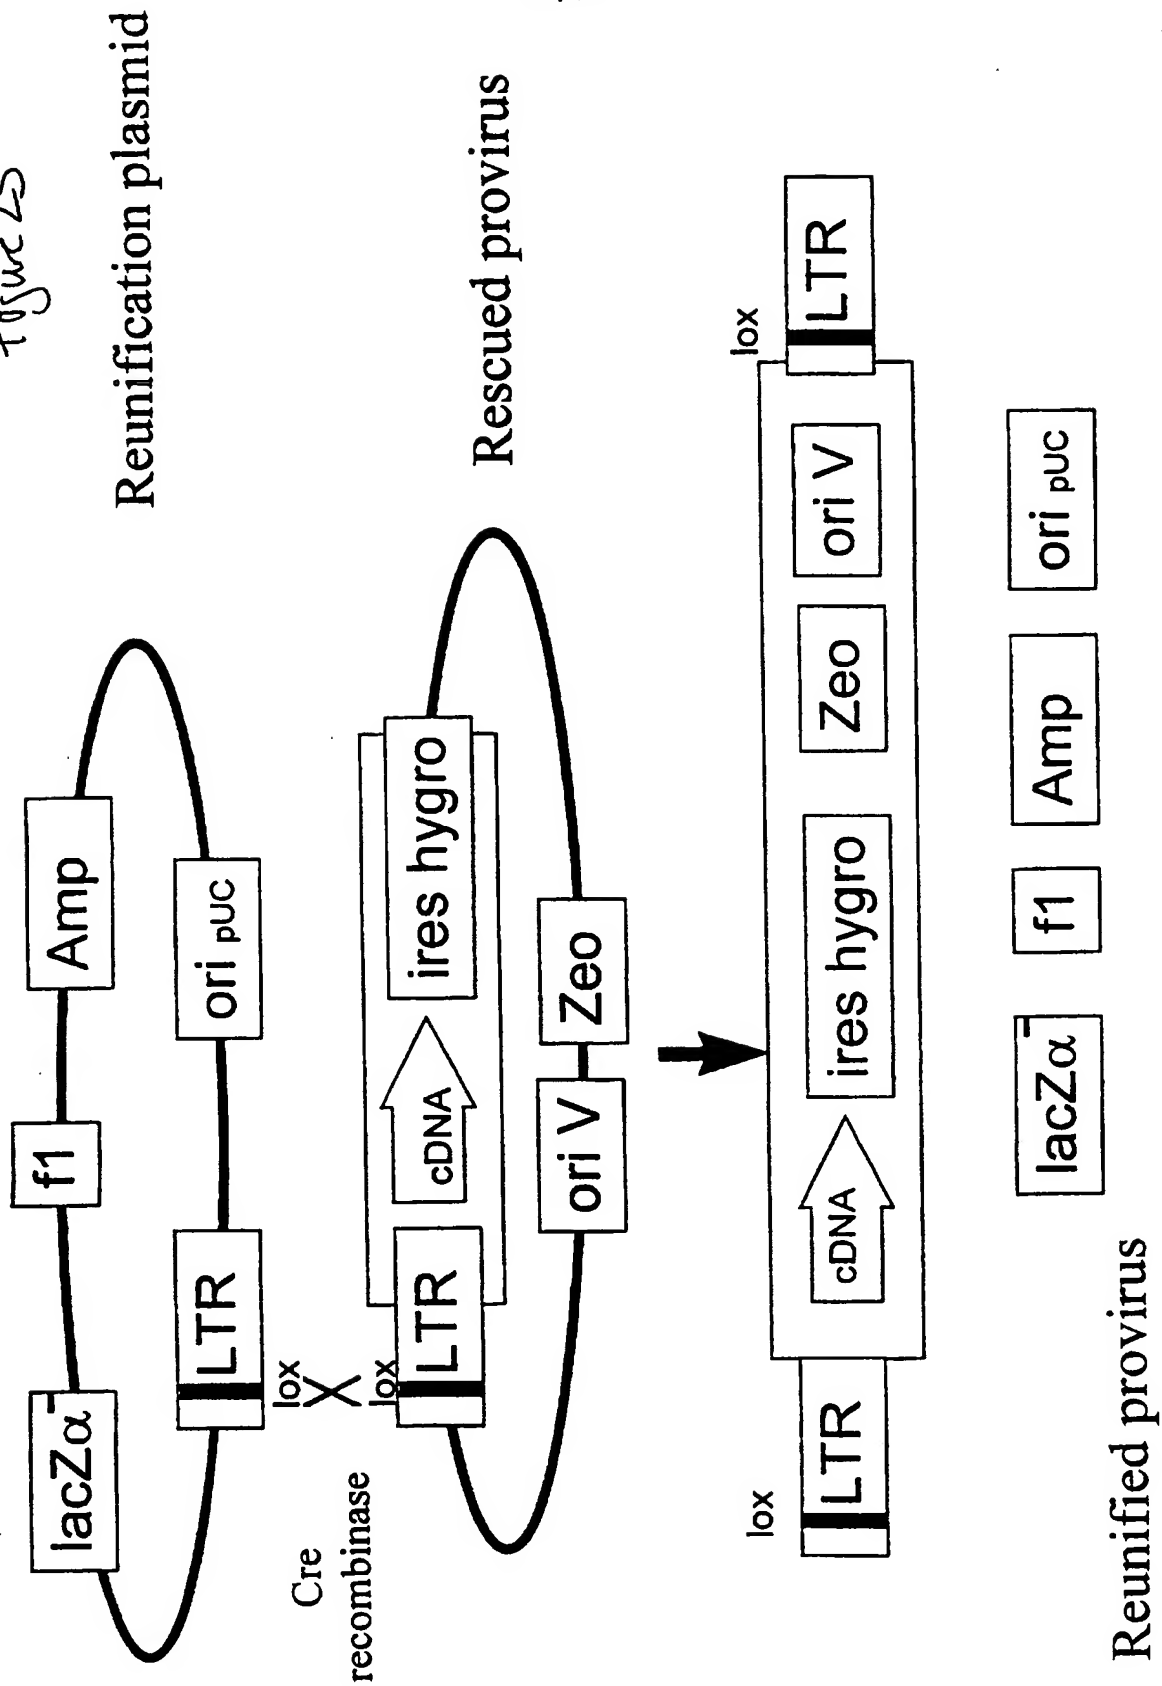 Reunification plasmid
lacZα⁻
f1
Amp
LTR
ori pUC
lox
Cre
recombinase
lox
Rescued provirus
LTR
cDNA
ires hygro
ori V
Zeo
lox
LTR
cDNA
ires hygro
Zeo
ori V
lox
LTR
Reunified provirus
lacZα⁻
f1
Amp
ori pUC